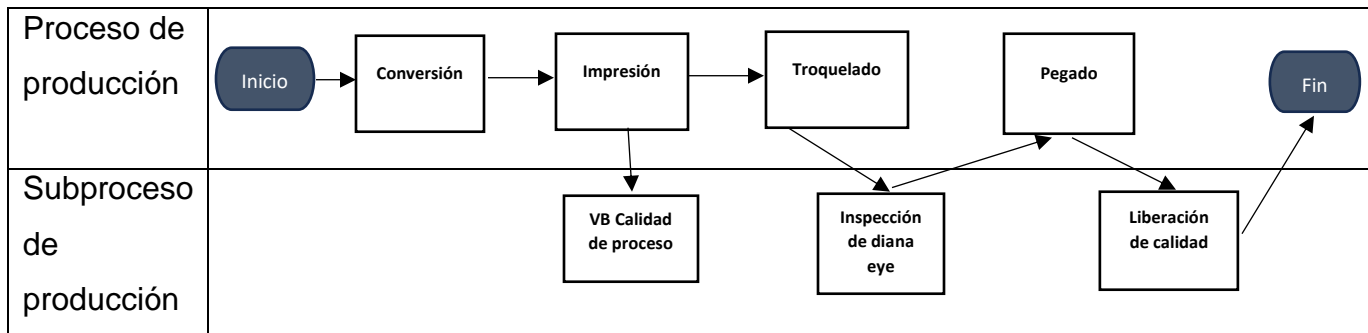 Proceso de
producción
Inicio
Conversión
Impresión
Troquelado
Pegado
Fin
Subproceso
de
producción
VB Calidad
de proceso
Inspección
de diana
eye
Liberación
de calidad